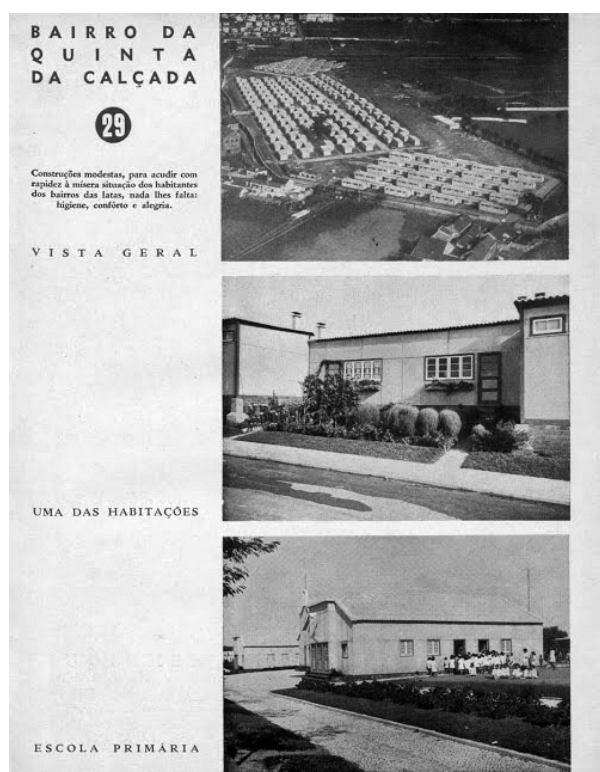 BAIRRO DA
QUINTA
DA CALÇADA
29
Construções modestas, para acudir com
rapidez à mísera situação dos habitantes
dos bairros das latas, nada lhes falta:
higiene, confôrto e alegria.
VISTA GERAL
UMA DAS HABITAÇÕES
ESCOLA PRIMÁRIA